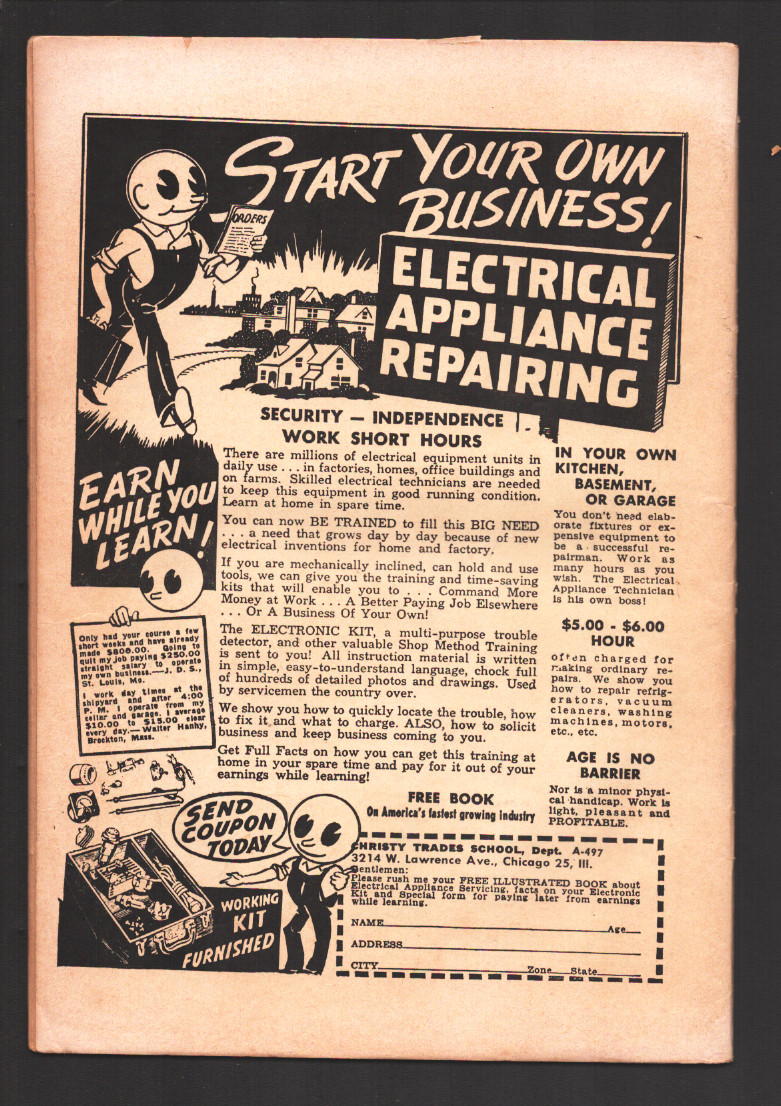 START YOUR OWN
BUSINESS!
ORDERS
ELECTRICAL
APPLIANCE
REPAIRING
SECURITY — INDEPENDENCE
WORK SHORT HOURS
There are millions of electrical equipment units in
daily use . . . in factories, homes, office buildings and
on farms. Skilled electrical technicians are needed
to keep this equipment in good running condition.
Learn at home in spare time.
You can now BE TRAINED to fill this BIG NEED
. . . a need that grows day by day because of new
electrical inventions for home and factory.
If you are mechanically inclined, can hold and use
tools, we can give you the training and time-saving
kits that will enable you to . . . Command More
Money at Work . . . A Better Paying Job Elsewhere
. . . Or A Business Of Your Own!
The ELECTRONIC KIT, a multi-purpose trouble
detector, and other valuable Shop Method Training
is sent to you! All instruction material is written
in simple, easy-to-understand language, chock full
of hundreds of detailed photos and drawings. Used
by servicemen the country over.
We show you how to quickly locate the trouble, how
to fix it and what to charge. ALSO, how to solicit
business and keep business coming to you.
Get Full Facts on how you can get this training at
home in your spare time and pay for it out of your
earnings while learning!
IN YOUR OWN
KITCHEN,
BASEMENT,
OR GARAGE
You don't need elab-
orate fixtures or ex-
pensive equipment to
be a successful re-
pairman. Work as
many hours as you
wish. The Electrical
Appliance Technician
is his own boss!
$5.00 - $6.00
HOUR
often charged for
making ordinary re-
pairs. We show you
how to repair refrig-
erators, vacuum
cleaners, washing
machines, motors,
etc., etc.
AGE IS NO
BARRIER
Nor is a minor physi-
cal handicap. Work is
light, pleasant and
PROFITABLE.
EARN
WHILE YOU
LEARN!
Only had your course a few
short weeks and have already
made $800.00. Going to
quit my job paying $250.00
straight salary to operate
my own business.—J. D. S.,
St. Louis, Mo.
I work day times at the
shipyard and after 4:00
P. M. I operate from my
cellar and garage. I average
$10.00 to $15.00 clear
every day.—Walter Hanhy,
Brockton, Mass.
FREE BOOK
On America's fastest growing industry
SEND
COUPON
TODAY
WORKING
KIT
FURNISHED
CHRISTY TRADES SCHOOL, Dept. A-497
3214 W. Lawrence Ave., Chicago 25, Ill.
Gentlemen:
Please rush me your FREE ILLUSTRATED BOOK about
Electrical Appliance Servicing, facts on your Electronic
Kit and Special form for paying later from earnings
while learning.
NAME Age
ADDRESS
CITY Zone State